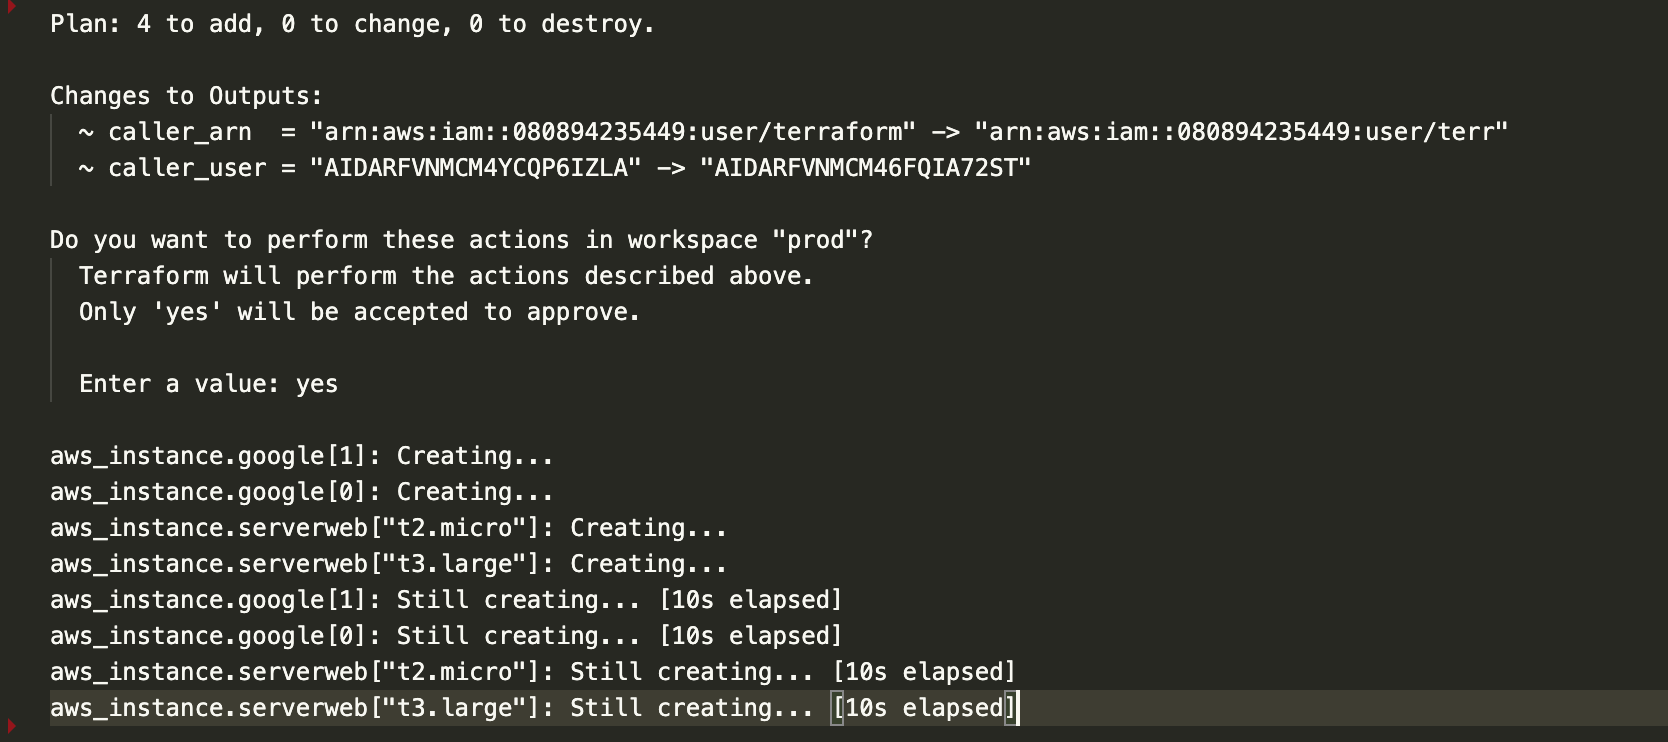 Plan: 4 to add, 0 to change, 0 to destroy.
Changes to Outputs:
~ caller_arn  = "arn:aws:iam::080894235449:user/terraform" -> "arn:aws:iam::080894235449:user/terr"
~ caller_user = "AIDARFVNMCM4YCQP6IZLA" -> "AIDARFVNMCM46FQIA72ST"
Do you want to perform these actions in workspace "prod"?
Terraform will perform the actions described above.
Only 'yes' will be accepted to approve.
Enter a value: yes
aws_instance.google[1]: Creating...
aws_instance.google[0]: Creating...
aws_instance.serverweb["t2.micro"]: Creating...
aws_instance.serverweb["t3.large"]: Creating...
aws_instance.google[1]: Still creating... [10s elapsed]
aws_instance.google[0]: Still creating... [10s elapsed]
aws_instance.serverweb["t2.micro"]: Still creating... [10s elapsed]
aws_instance.serverweb["t3.large"]: Still creating... [10s elapsed]